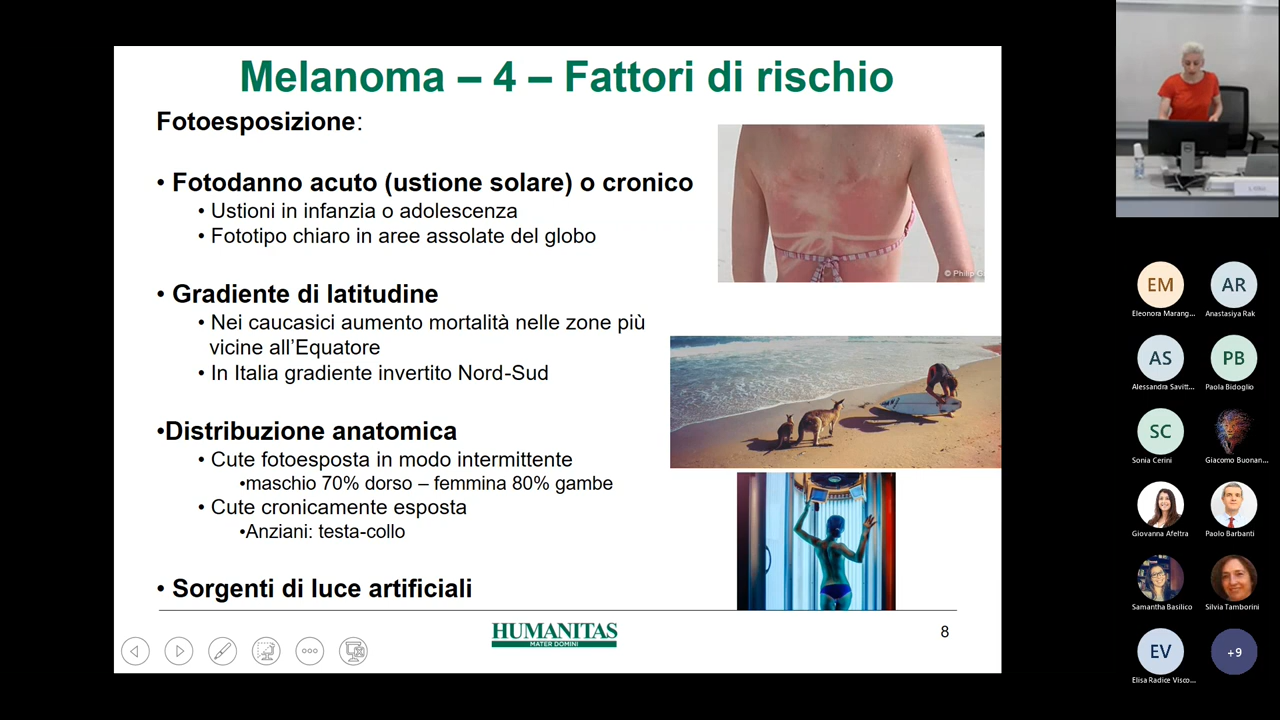 Melanoma – 4 – Fattori di rischio
Fotoesposizione:
• Fotodanno acuto (ustione solare) o cronico
• Ustioni in infanzia o adolescenza
• Fototipo chiaro in aree assolate del globo
• Gradiente di latitudine
• Nei caucasici aumento mortalità nelle zone più
vicine all’Equatore
• In Italia gradiente invertito Nord-Sud
•Distribuzione anatomica
• Cute fotoesposta in modo intermittente
•maschio 70% dorso – femmina 80% gambe
• Cute cronicamente esposta
•Anziani: testa-collo
• Sorgenti di luce artificiali
© Philip
HUMANITAS
MATER DOMINI
8
EM
Eleonora Marang...
AR
Anastasiya Rak
AS
Alessandra Savitt...
PB
Paola Bidoglio
SC
Sonia Cerini
Giacomo Buonan...
Giovanna Afeltra
Paolo Barbanti
Samantha Basilico
Silvia Tamborini
EV
Elisa Radice Visco...
+9